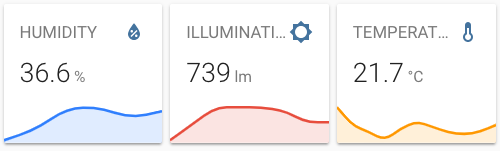 HUMIDITY
36.6 %
ILLUMINATI...
739 lm
TEMPERAT...
21.7 °C